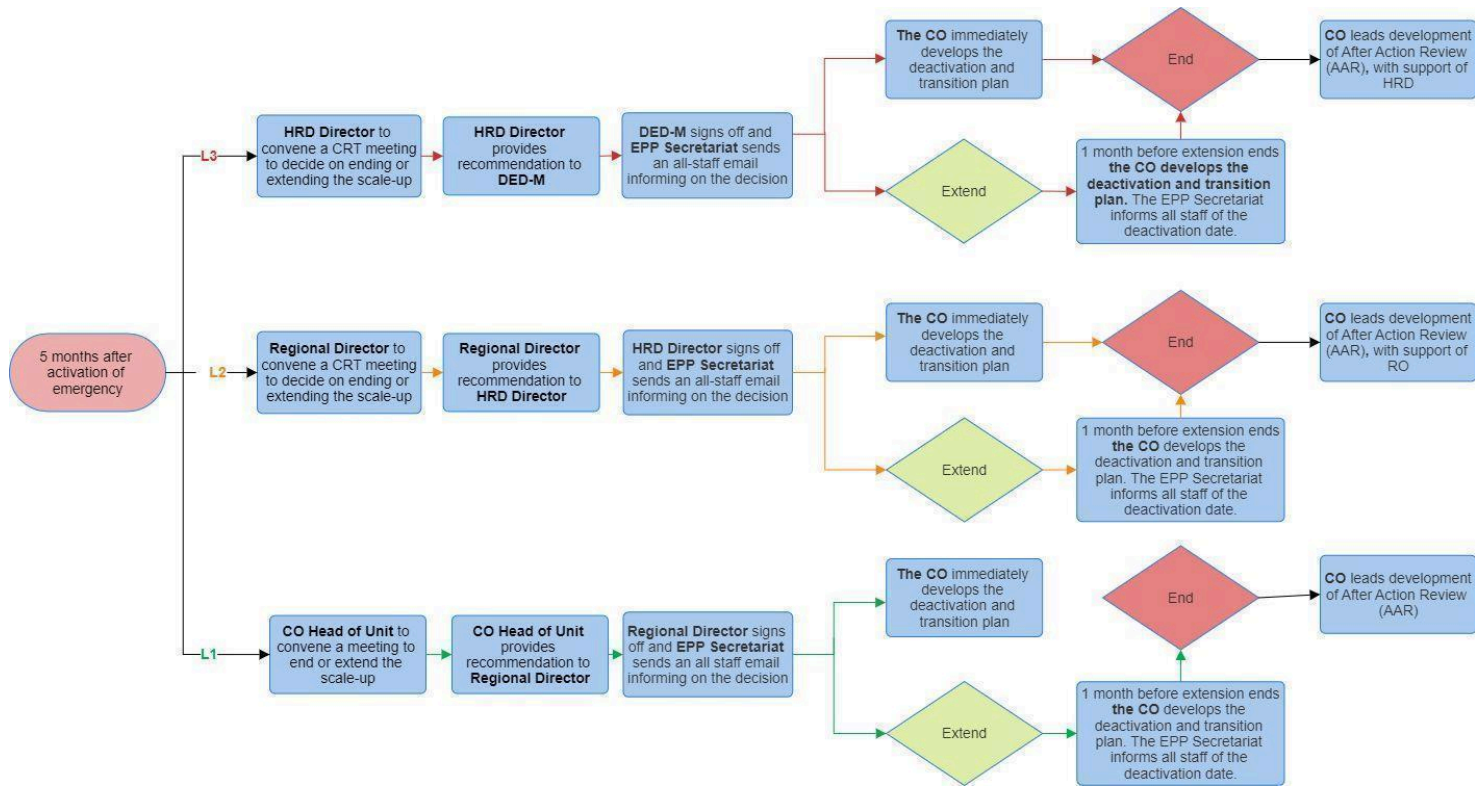 5 months after
activation of
emergency
L3
HRD Director to
convene a CRT meeting
to decide on ending or
extending the scale-up
HRD Director
provides
recommendation to
DED-M
DED-M signs off and
EPP Secretariat sends
an all-staff email
informing on the decision
The CO immediately
develops the
deactivation and
transition plan
End
CO leads development
of After Action Review
(AAR), with support of
HRD
Extend
1 month before extension ends
the CO develops the
deactivation and transition
plan. The EPP Secretariat
informs all staff of the
deactivation date.
L2
Regional Director to
convene a CRT meeting
to decide on ending or
extending the scale-up
Regional Director
provides
recommendation to
HRD Director
HRD Director signs off
and EPP Secretariat
sends an all-staff email
informing on the decision
The CO immediately
develops the
deactivation and
transition plan
End
CO leads development
of After Action Review
(AAR), with support of
RO
Extend
1 month before extension ends
the CO develops the
deactivation and transition
plan. The EPP Secretariat
informs all staff of the
deactivation date.
L1
CO Head of Unit to
convene a meeting to
end or extend the
scale-up
CO Head of Unit
provides
recommendation to
Regional Director
Regional Director signs
off and EPP Secretariat
sends an all staff email
informing on the decision
The CO immediately
develops the
deactivation and
transition plan
End
CO leads development
of After Action Review
(AAR)
Extend
1 month before extension ends
the CO develops the
deactivation and transition
plan. The EPP Secretariat
informs all staff of the
deactivation date.